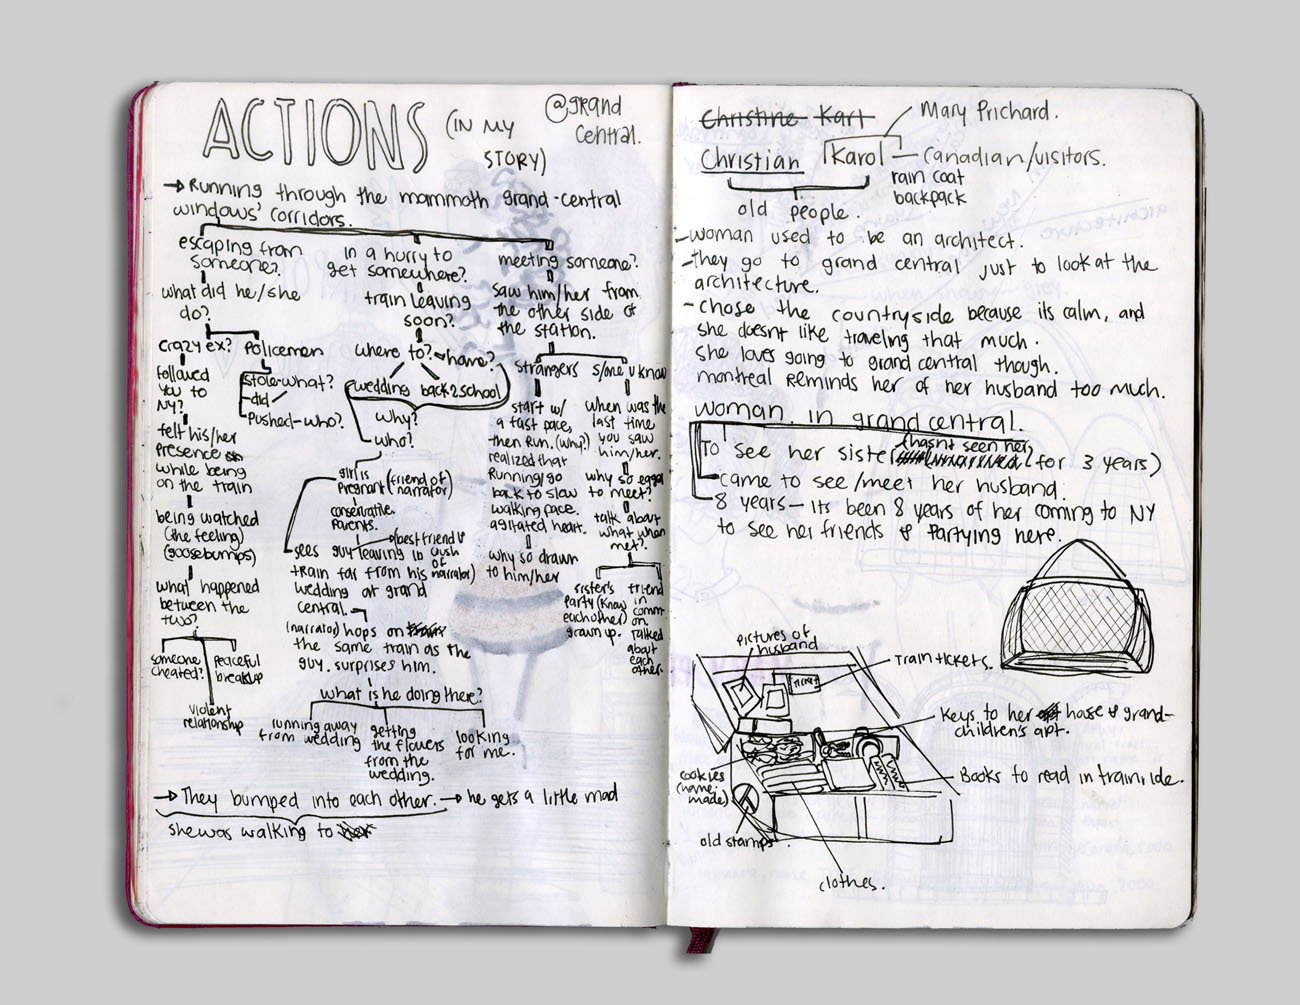 ACTIONS (IN MY STORY) @grand central.
→ Running through the mammoth grand-central
windows' corridors.
escaping from
someone?
what did he/she
do?
crazy ex?
followed
you to
NY?
felt his/her
presence
while being
on the train
being watched
(the feeling)
(goosebumps)
what happened
between the
two?
someone
cheated?
violent
relationship
peaceful
breakup
Policemen
stole-what?
did
pushed-who?
in a hurry to
get somewhere?
train leaving
soon?
where to?
home?
wedding
back2school
why?
who?
girl is
pregnant
(friend of
narrator)
conservative
parents.
sees guy leaving in
(best friend &
crush
of
narrator)
train far from his
wedding at grand
central.
(narrator) hops on
the same train as the
guy. surprises him.
what is he doing there?
running away
from wedding
getting
the flowers
from the
wedding.
looking
for me.
meeting someone?
saw him/her from
the other side of
the station.
strangers
start w/
a fast pace,
then run. (why?)
realized that
Running/go
back to slow
walking pace.
agitated heart.
why so drawn
to him/her
s/one u know
when was the
last time
you saw
him/her.
why so eager
to meet?
talk about
what when
met?
sister's
party (know
each other)
grown up.
friend
in
comm-
on
talked
about
each
other.
→ They bumped into each other. → he gets a little mad
she was walking to
Christine Kart
Mary Prichard.
Christian Karol — Canadian/visitors.
rain coat
backpack
old people.
- woman used to be an architect.
- they go to grand central just to look at the
architecture.
- chose the countryside because its calm, and
she doesnt like traveling that much.
She loves going to grand central though.
montreal reminds her of her husband too much.
woman in grand central.
To see her sister (hasnt seen her
for 3 years)
came to see/meet her husband.
8 years — its been 8 years of her coming to NY
to see her friends & partying here.
pictures of
husband
Train tickets.
TICKET
Keys to her house & grand-
children's apt.
cookies
(home-
made)
Books to read in train ride.
old stamps.
clothes.